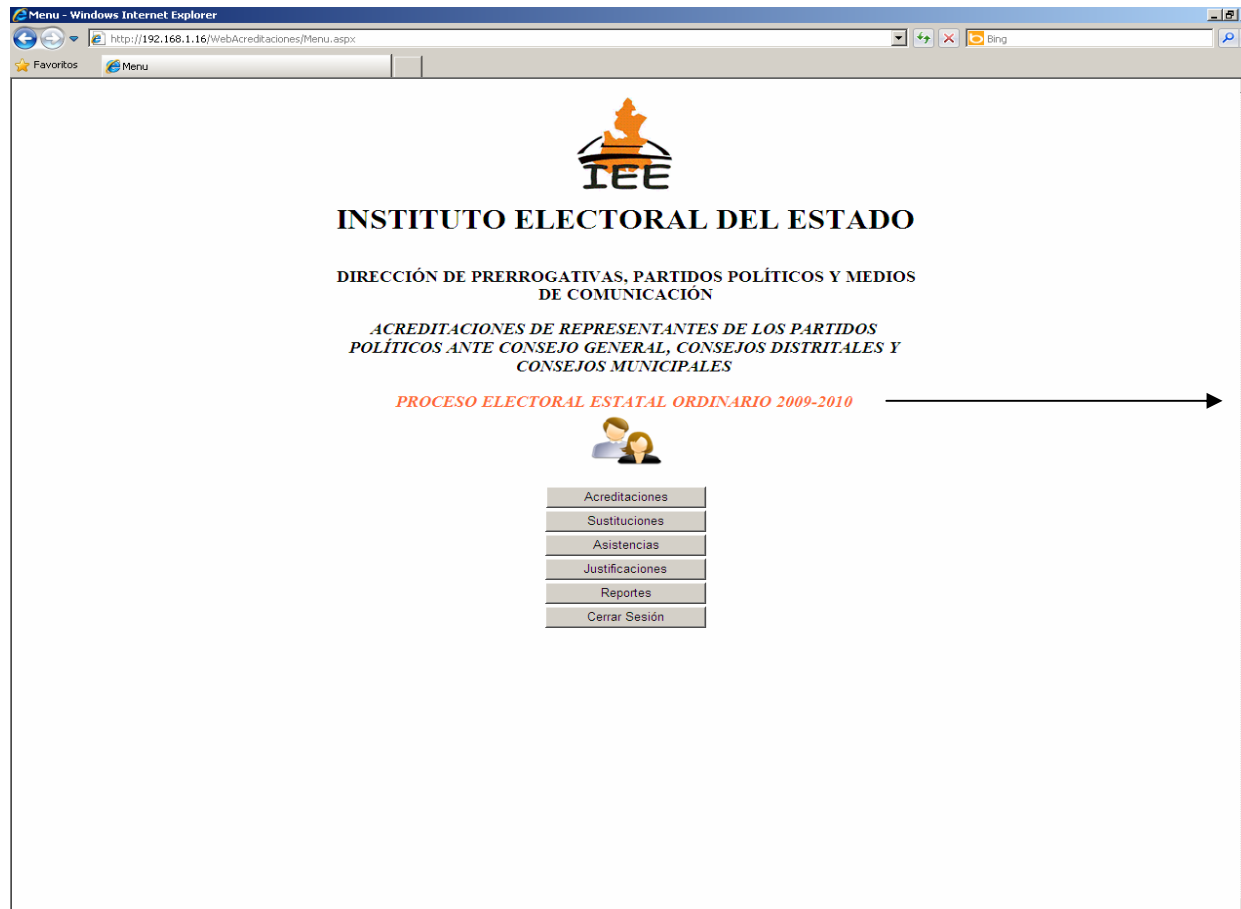 Menu - Windows Internet Explorer
http://192.168.1.16/WebAcreditaciones/Menu.aspx
Bing
Favoritos
Menu
IEE
INSTITUTO ELECTORAL DEL ESTADO
DIRECCIÓN DE PRERROGATIVAS, PARTIDOS POLÍTICOS Y MEDIOS
DE COMUNICACIÓN
ACREDITACIONES DE REPRESENTANTES DE LOS PARTIDOS
POLÍTICOS ANTE CONSEJO GENERAL, CONSEJOS DISTRITALES Y
CONSEJOS MUNICIPALES
PROCESO ELECTORAL ESTATAL ORDINARIO 2009-2010
Acreditaciones
Sustituciones
Asistencias
Justificaciones
Reportes
Cerrar Sesión